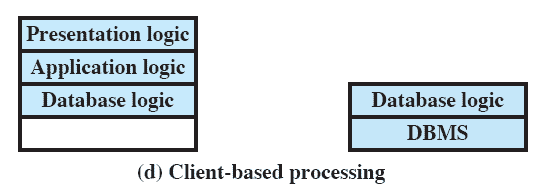 Presentation logic
Application logic
Database logic
Database logic
DBMS
(d) Client-based processing